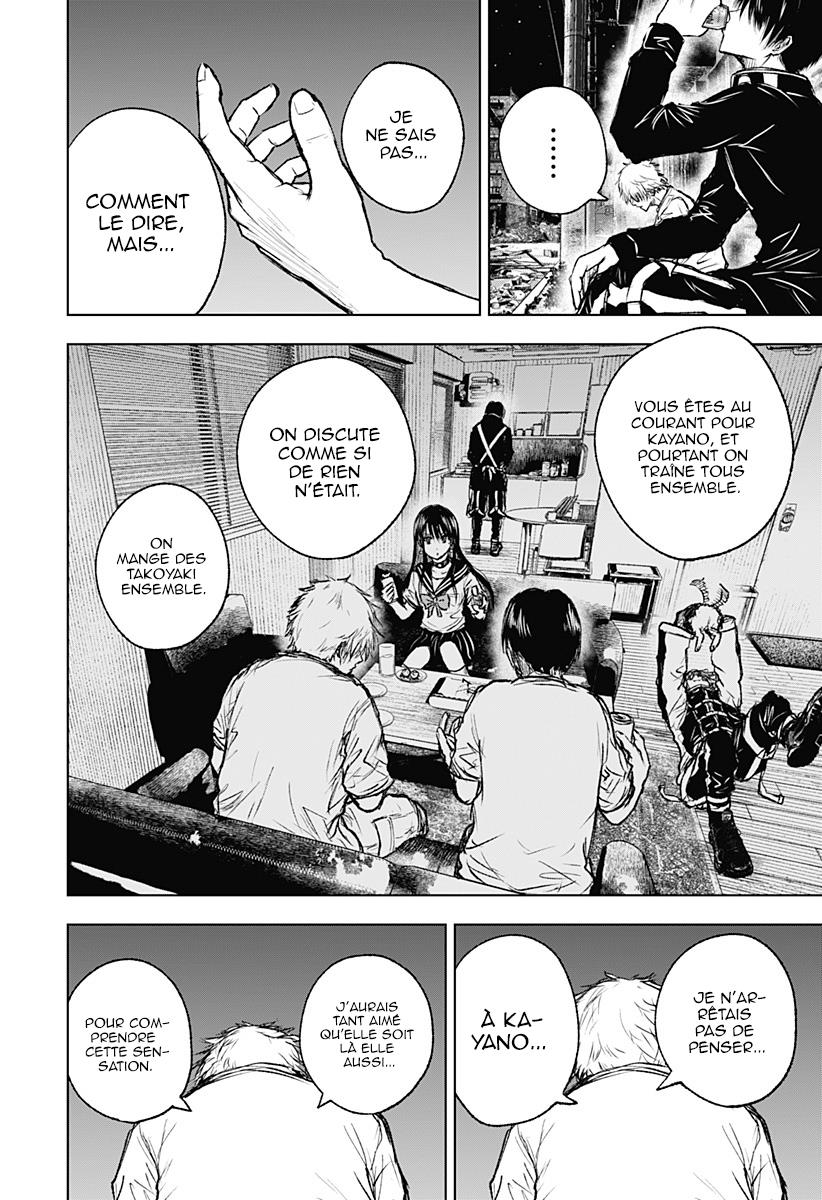 ......
JE
NE SAIS
PAS...
COMMENT
LE DIRE,
MAIS...
VOUS ÊTES AU
COURANT POUR
KAYANO, ET
POURTANT ON
TRAÎNE TOUS
ENSEMBLE.
ON DISCUTE
COMME SI
DE RIEN
N'ÉTAIT.
ON
MANGE DES
TAKOYAKI
ENSEMBLE.
JE N'AR-
RÊTAIS
PAS DE
PENSER...
À KA-
YANO...
J'AURAIS
TANT AIMÉ
QU'ELLE SOIT
LÀ ELLE
AUSSI...
POUR COM-
PRENDRE
CETTE SEN-
SATION.